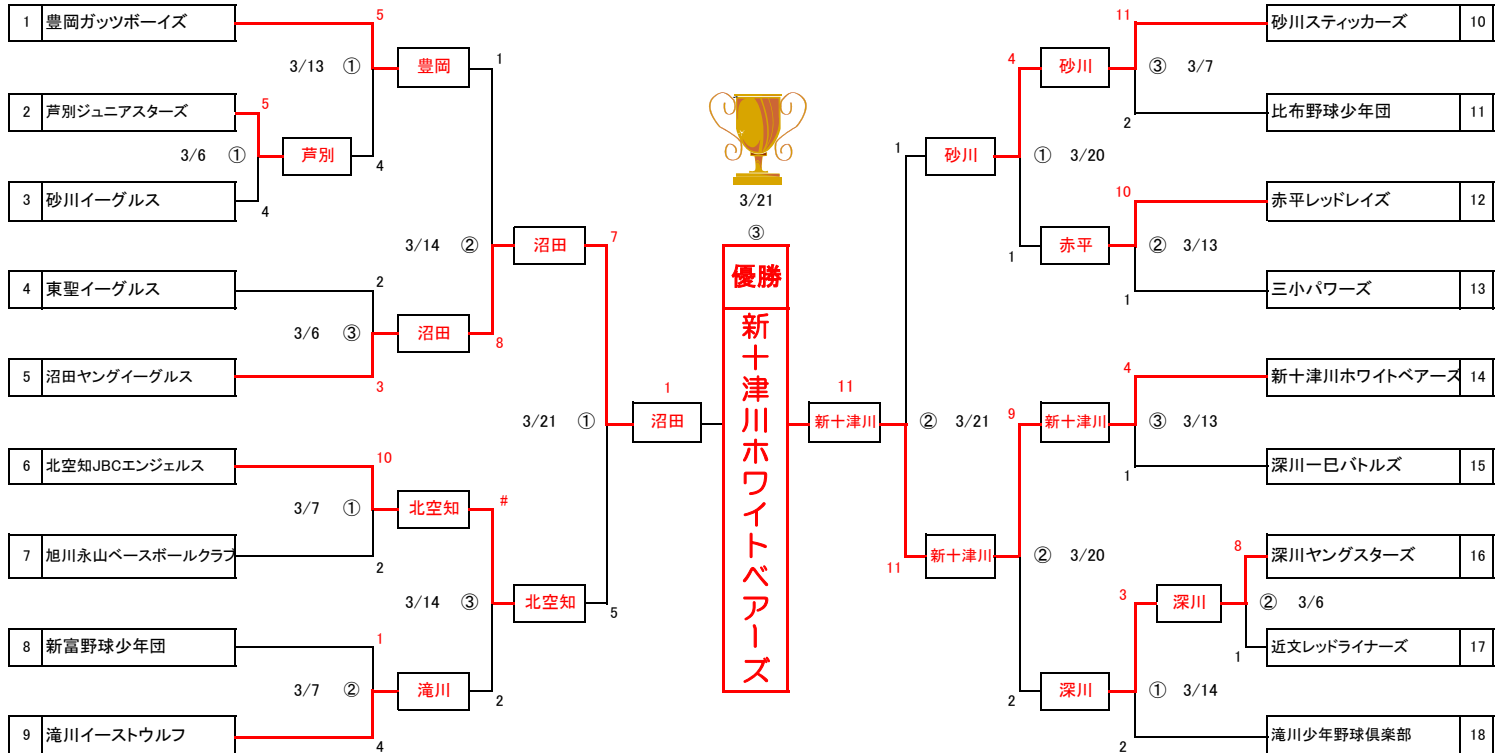 1 豊岡ガッツボーイズ
5
3/13 ①
豊岡
1
2 芦別ジュニアスターズ
5
3/6 ①
芦別
4
3 砂川イーグルス
4
3/14 ②
沼田
7
4 東聖イーグルス
2
3/6 ③
沼田
8
5 沼田ヤングイーグルス
3
3/21 ①
沼田
1
6 北空知JBCエンジェルス
10
3/7 ①
北空知
#
7 旭川永山ベースボールクラブ
2
3/14 ③
北空知
5
8 新富野球少年団
1
3/7 ②
滝川
2
9 滝川イーストウルフ
4
3/21
③
優勝
新十津川ホワイトベアーズ
11
砂川スティッカーズ 10
4
砂川
③ 3/7
比布野球少年団 11
2
1
砂川
① 3/20
10
赤平レッドレイズ 12
赤平
② 3/13
1
三小パワーズ 13
1
11
新十津川
② 3/21
4
新十津川ホワイトベアーズ 14
9
新十津川
③ 3/13
深川一已バトルズ 15
1
11
新十津川
② 3/20
8
深川ヤングスターズ 16
3
深川
② 3/6
近文レッドライナーズ 17
1
深川
① 3/14
2
滝川少年野球倶楽部 18
2